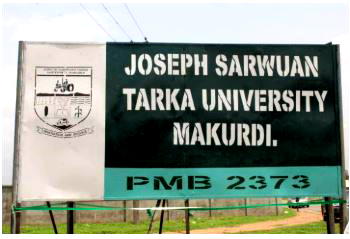 JOSEPH SARWUAN
TARKA UNIVERSITY
MAKURDI.
PMB 2373